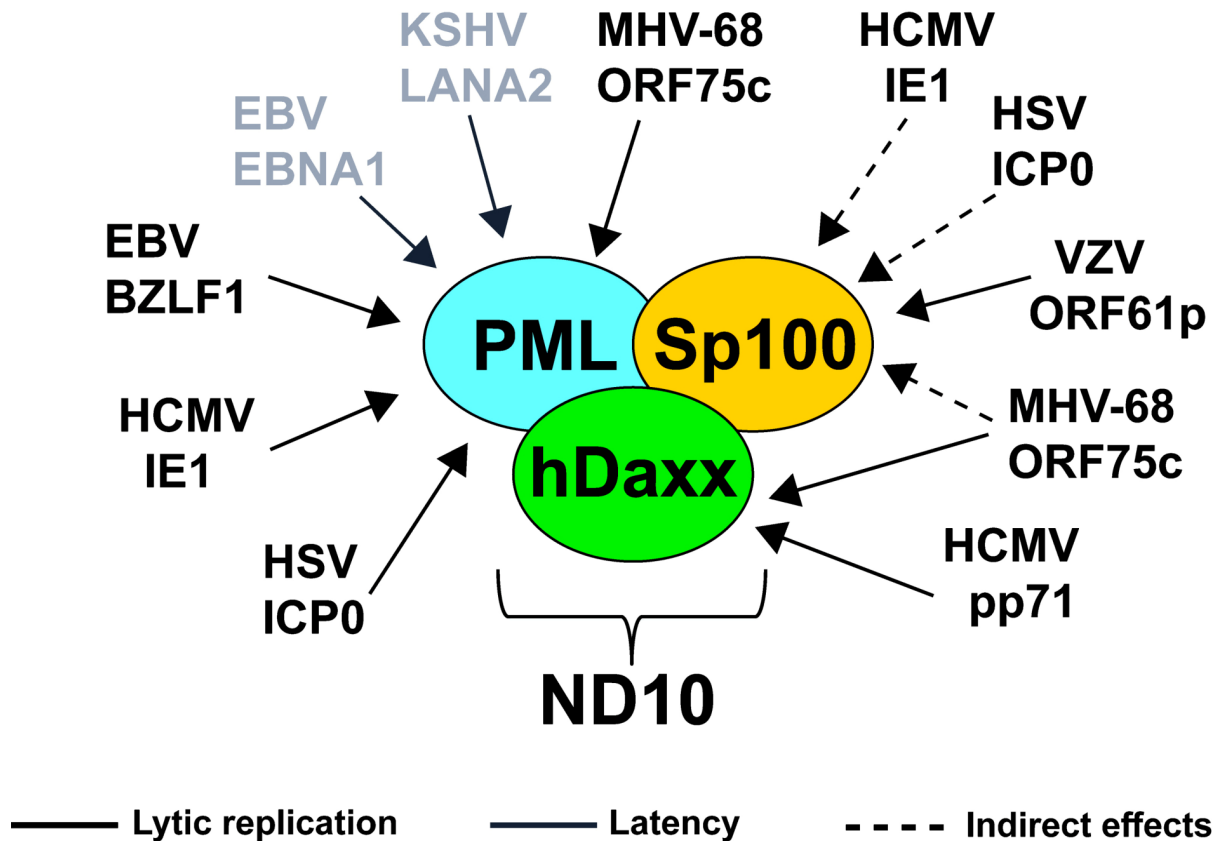 KSHV
LANA2
MHV-68
ORF75c
HCMV
IE1
EBV
EBNA1
HSV
ICP0
EBV
BZLF1
VZV
ORF61p
PML
Sp100
HCMV
IE1
MHV-68
ORF75c
hDaxx
HSV
ICP0
HCMV
pp71
ND10
Lytic replication
Latency
Indirect effects